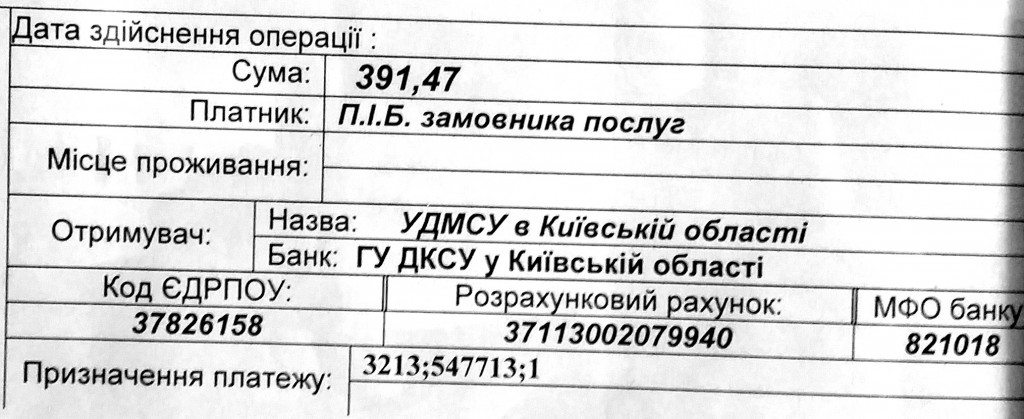 Дата здійснення операції :
Сума: 391,47
Платник: П.І.Б. замовника послуг
Місце проживання:
Отримувач: Назва: УДМСУ в Київській області
Банк: ГУ ДКСУ у Київській області
Код ЄДРПОУ: Розрахунковий рахунок: МФО банку
37826158 37113002079940 821018
Призначення платежу: 3213;547713;1